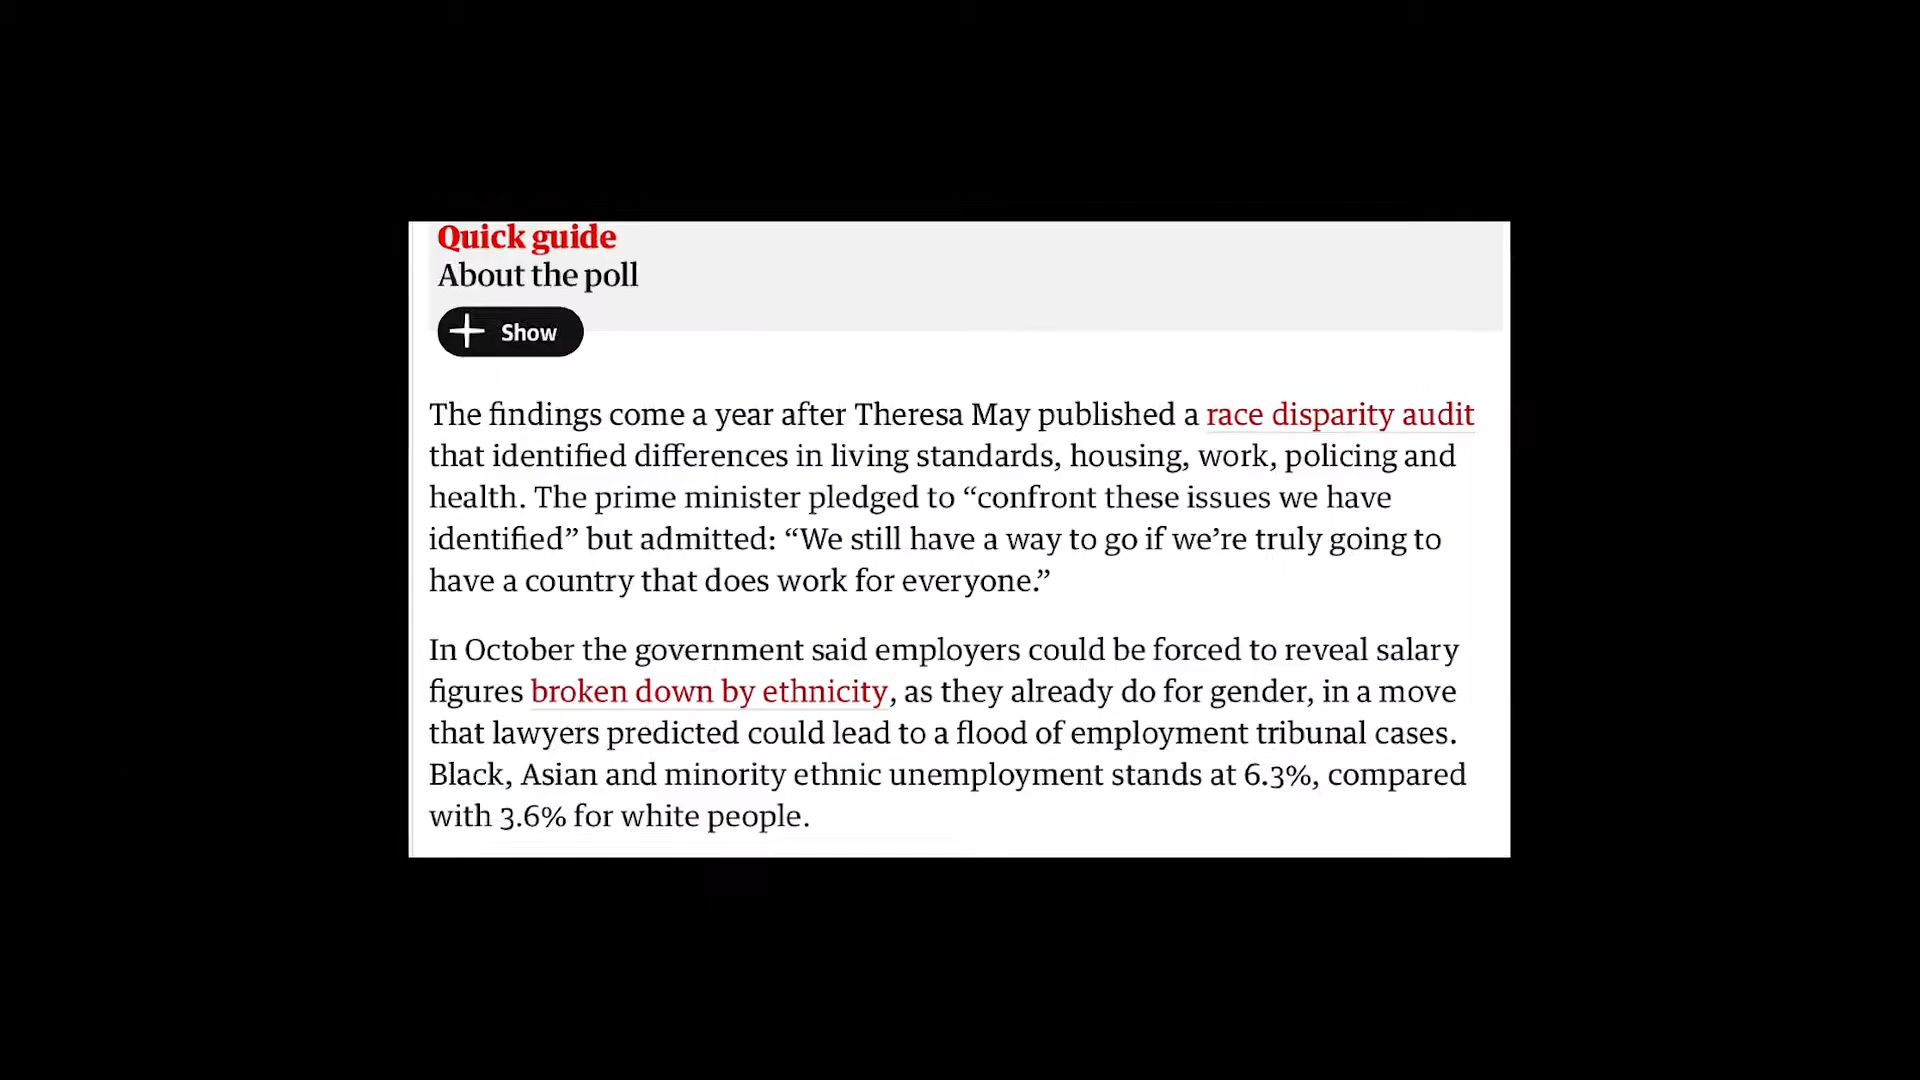 Quick guide
About the poll
Show
The findings come a year after Theresa May published a race disparity audit
that identified differences in living standards, housing, work, policing and
health. The prime minister pledged to “confront these issues we have
identified” but admitted: “We still have a way to go if we’re truly going to
have a country that does work for everyone.”
In October the government said employers could be forced to reveal salary
figures broken down by ethnicity, as they already do for gender, in a move
that lawyers predicted could lead to a flood of employment tribunal cases.
Black, Asian and minority ethnic unemployment stands at 6.3%, compared
with 3.6% for white people.